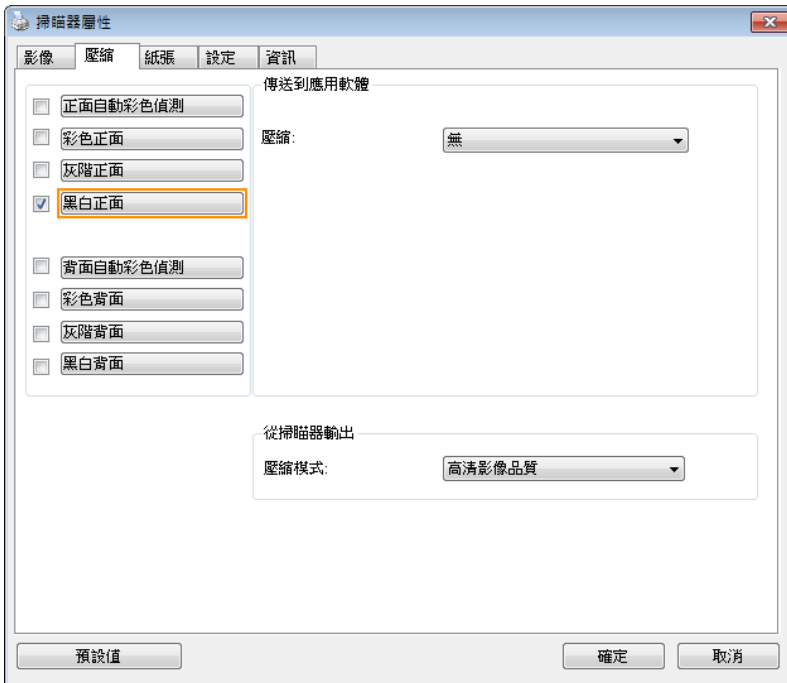 掃瞄器屬性
影像 壓縮 紙張 設定 資訊
正面自動彩色偵測
彩色正面
灰階正面
黑白正面
背面自動彩色偵測
彩色背面
灰階背面
黑白背面
傳送到應用軟體
壓縮: 無
從掃瞄器輸出
壓縮模式: 高清影像品質
預設值 確定 取消